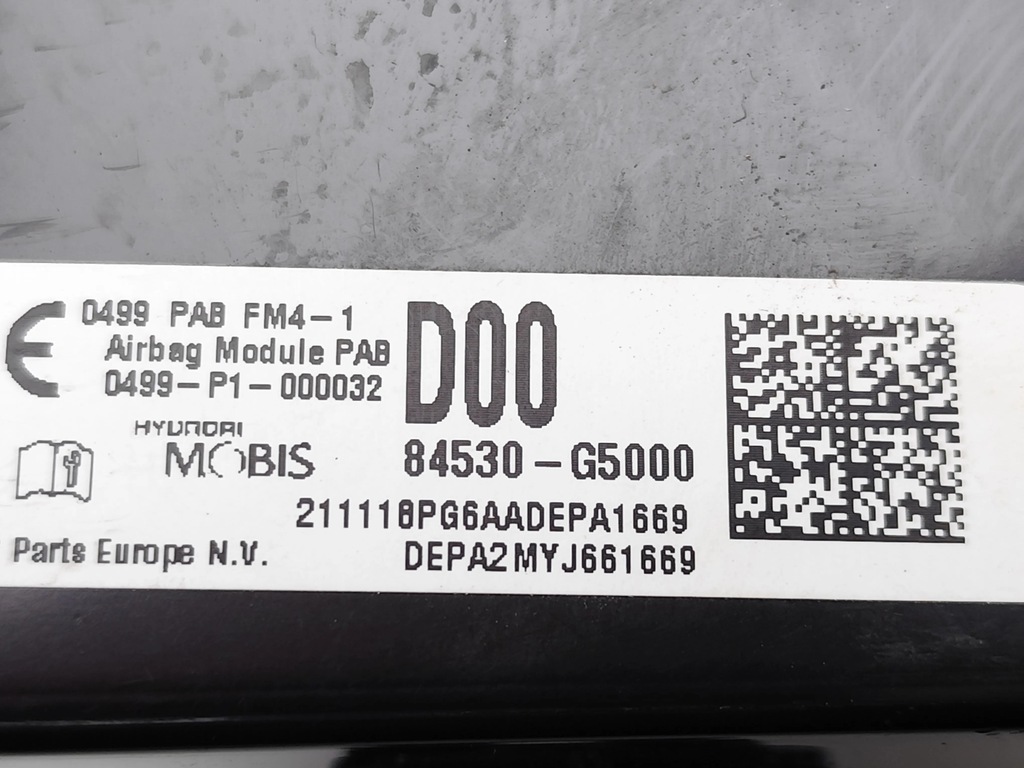 0499 PAB FM4-1
Airbag Module PAB
0499-P1-000032
D00
HYUNDAI
MOBIS
84530-G5000
211118PG6AADEPA1669
Parts Europe N.V.
DEPA2MYJ661669